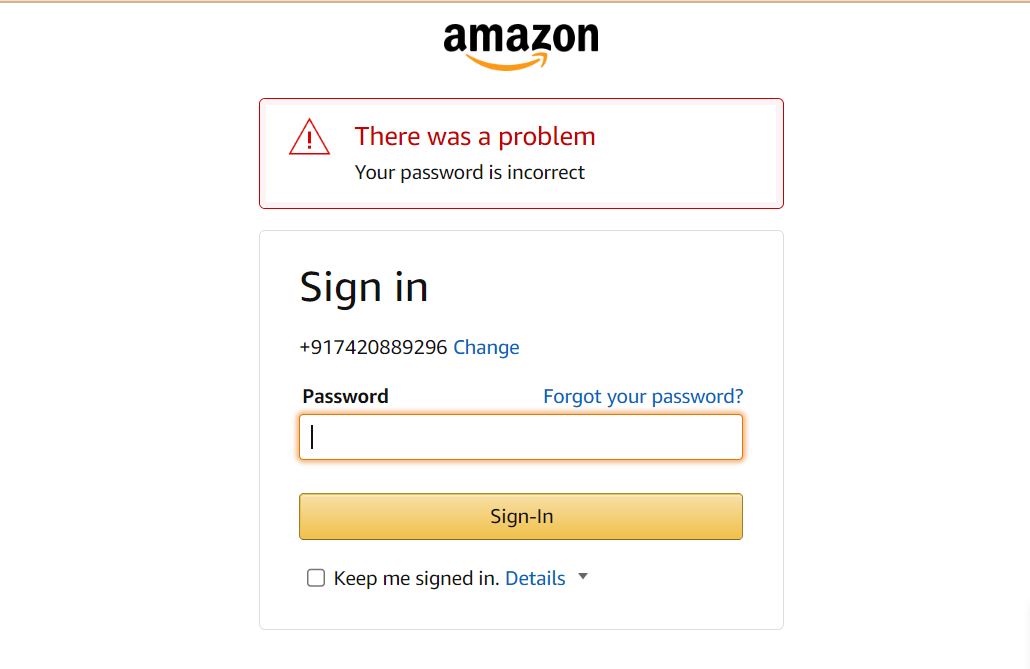 amazon
There was a problem
Your password is incorrect
Sign in
+917420889296 Change
Password Forgot your password?
Sign-In
Keep me signed in. Details